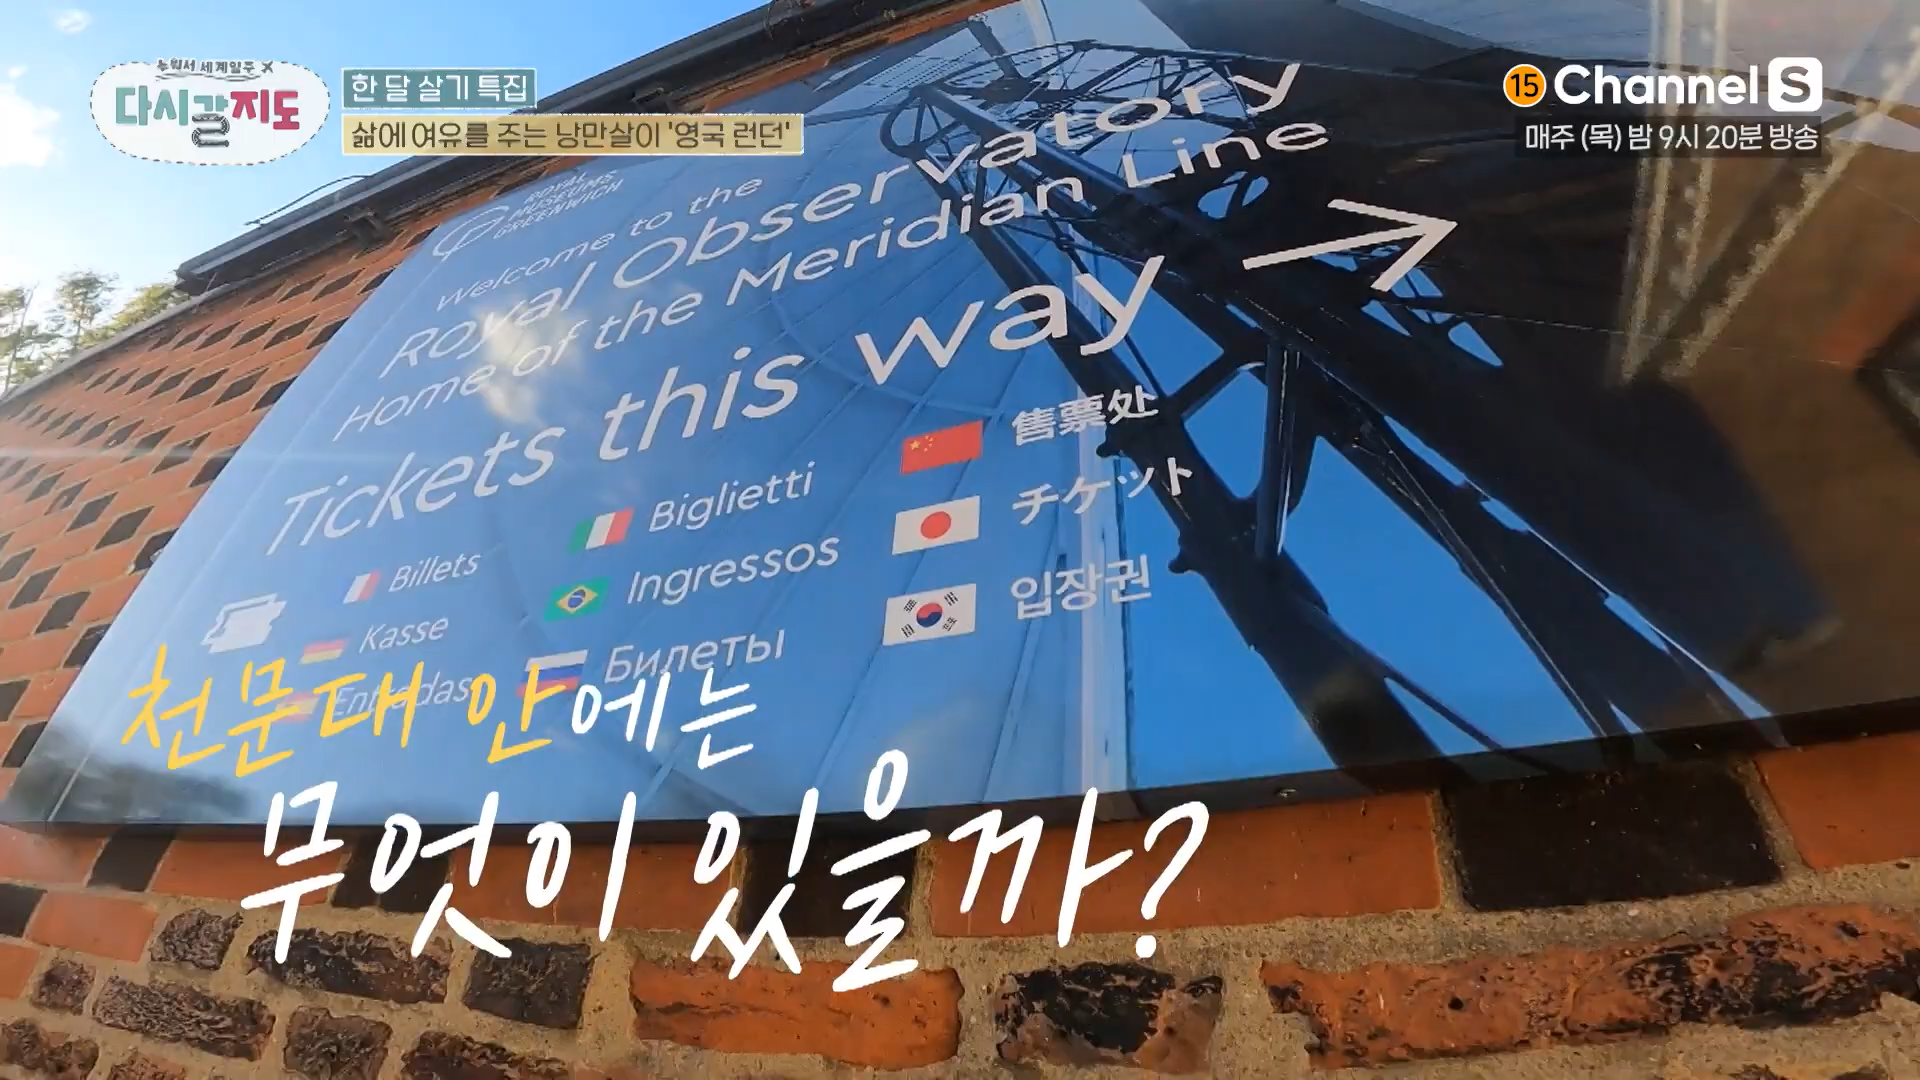 누워서 세계일주
다시갈지도
한 달 살기 특집
삶에 여유를 주는 낭만살이 '영국 런던'
15 Channel S
매주 (목) 밤 9시 20분 방송
ROYAL
MUSEUMS
GREENWICH
Welcome to the
Royal Observatory
Home of the Meridian Line
Tickets this way
Billets
Kasse
Entradas
Biglietti
Ingressos
Билеты
售票处
チケット
입장권
천문대 안에는
무엇이 있을까?